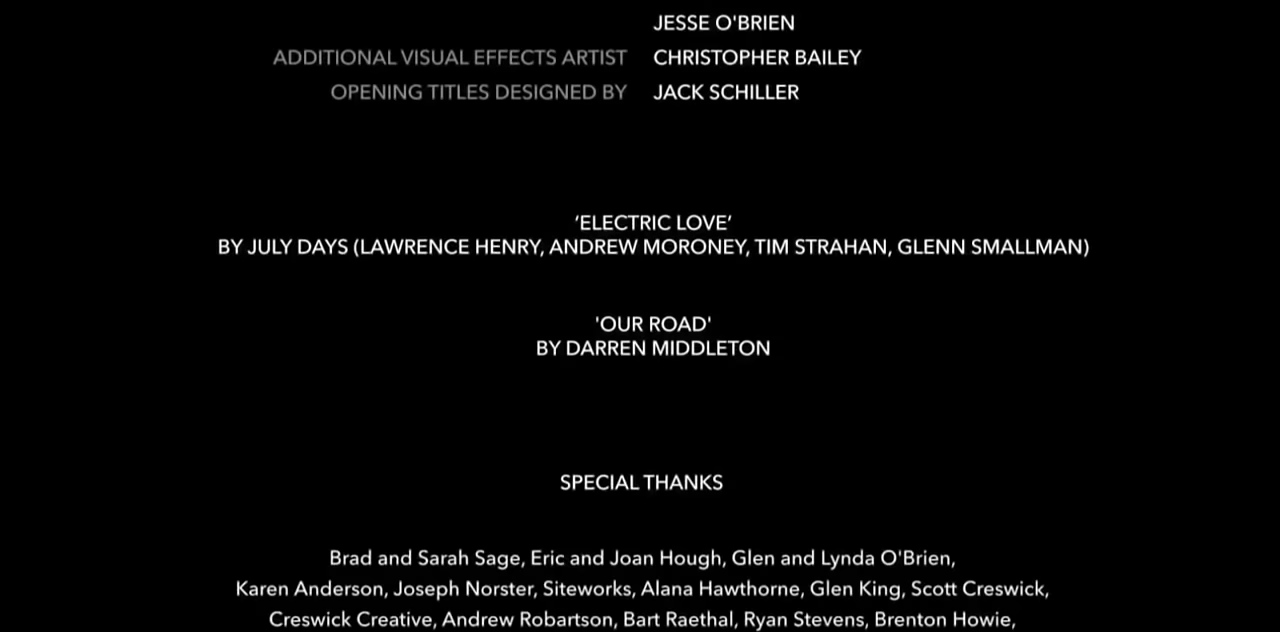 JESSE O'BRIEN
ADDITIONAL VISUAL EFFECTS ARTIST CHRISTOPHER BAILEY
OPENING TITLES DESIGNED BY JACK SCHILLER
‘ELECTRIC LOVE’
BY JULY DAYS (LAWRENCE HENRY, ANDREW MORONEY, TIM STRAHAN, GLENN SMALLMAN)
'OUR ROAD'
BY DARREN MIDDLETON
SPECIAL THANKS
Brad and Sarah Sage, Eric and Joan Hough, Glen and Lynda O'Brien,
Karen Anderson, Joseph Norster, Siteworks, Alana Hawthorne, Glen King, Scott Creswick,
Creswick Creative, Andrew Robartson, Bart Raethal, Ryan Stevens, Brenton Howie,